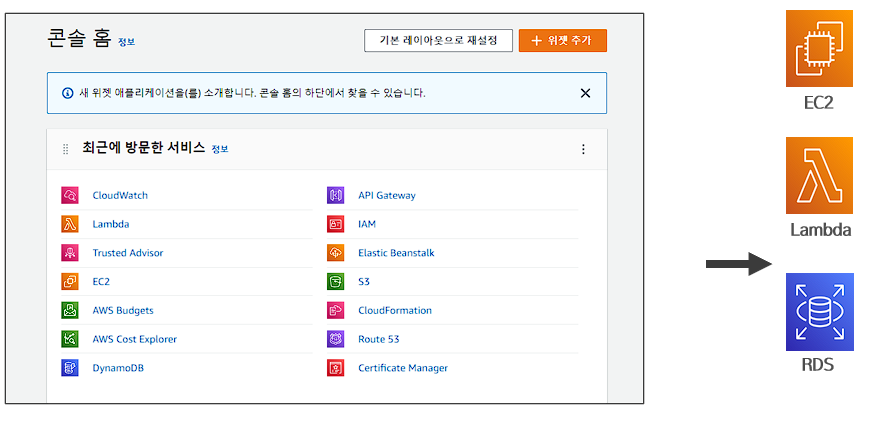 콘솔 홈 정보
기본 레이아웃으로 재설정
+ 위젯 추가
새 위젯 애플리케이션을(를) 소개합니다. 콘솔 홈의 하단에서 찾을 수 있습니다.
최근에 방문한 서비스 정보
CloudWatch API Gateway
Lambda IAM
Trusted Advisor Elastic Beanstalk
EC2 S3
AWS Budgets CloudFormation
AWS Cost Explorer Route 53
DynamoDB Certificate Manager
EC2
Lambda
RDS